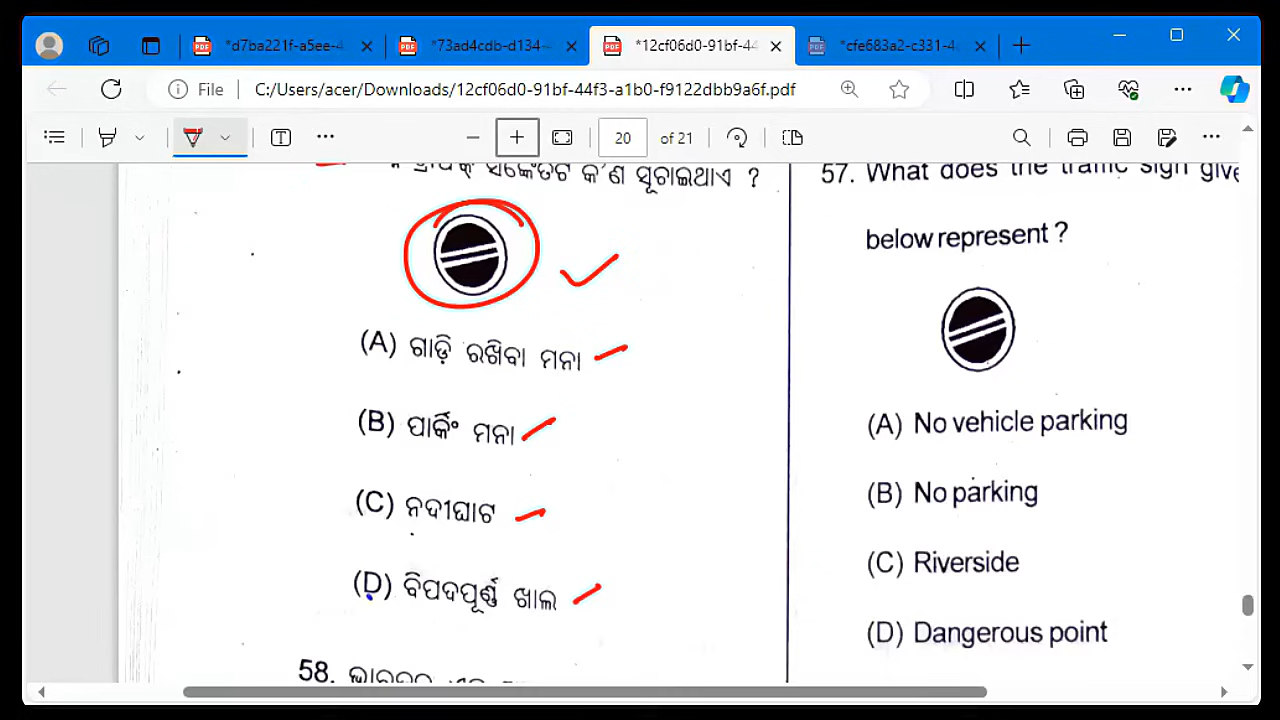 *d7ba221f-a5ee-4
*73ad4cdb-d134-
*12cf06d0-91bf-44
*cfe683a2-c331-4
File
C:/Users/acer/Downloads/12cf06d0-91bf-44f3-a1b0-f9122dbb9a6f.pdf
20 of 21
ଟ୍ରାଫିକ୍ ସଙ୍କେତଟି କ'ଣ ସୂଚାଇଥାଏ ?
(A) ଗାଡ଼ି ରଖିବା ମନା
(B) ପାର୍କିଂ ମନା
(C) ନଦୀଘାଟ
(D) ବିପଦପୂର୍ଣ୍ଣ ଖାଲ
58.
57. What does the traffic sign give
below represent ?
(A) No vehicle parking
(B) No parking
(C) Riverside
(D) Dangerous point